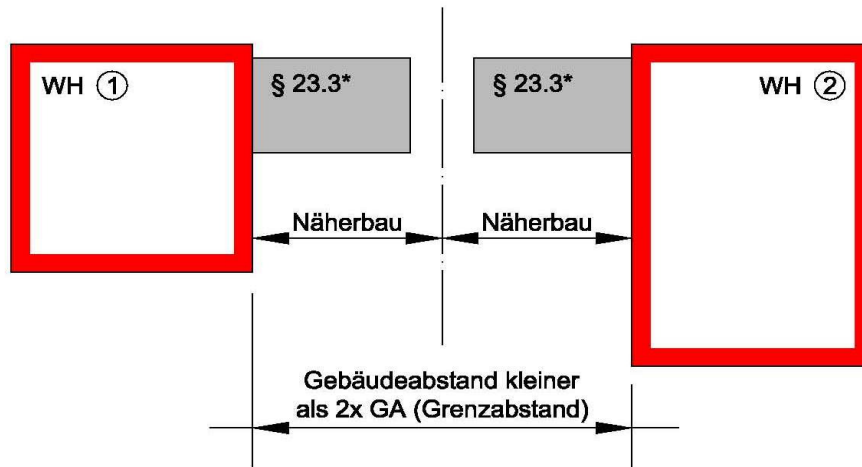 WH ①
§ 23.3*
§ 23.3*
WH ②
Näherbau
Näherbau
Gebäudeabstand kleiner
als 2x GA (Grenzabstand)